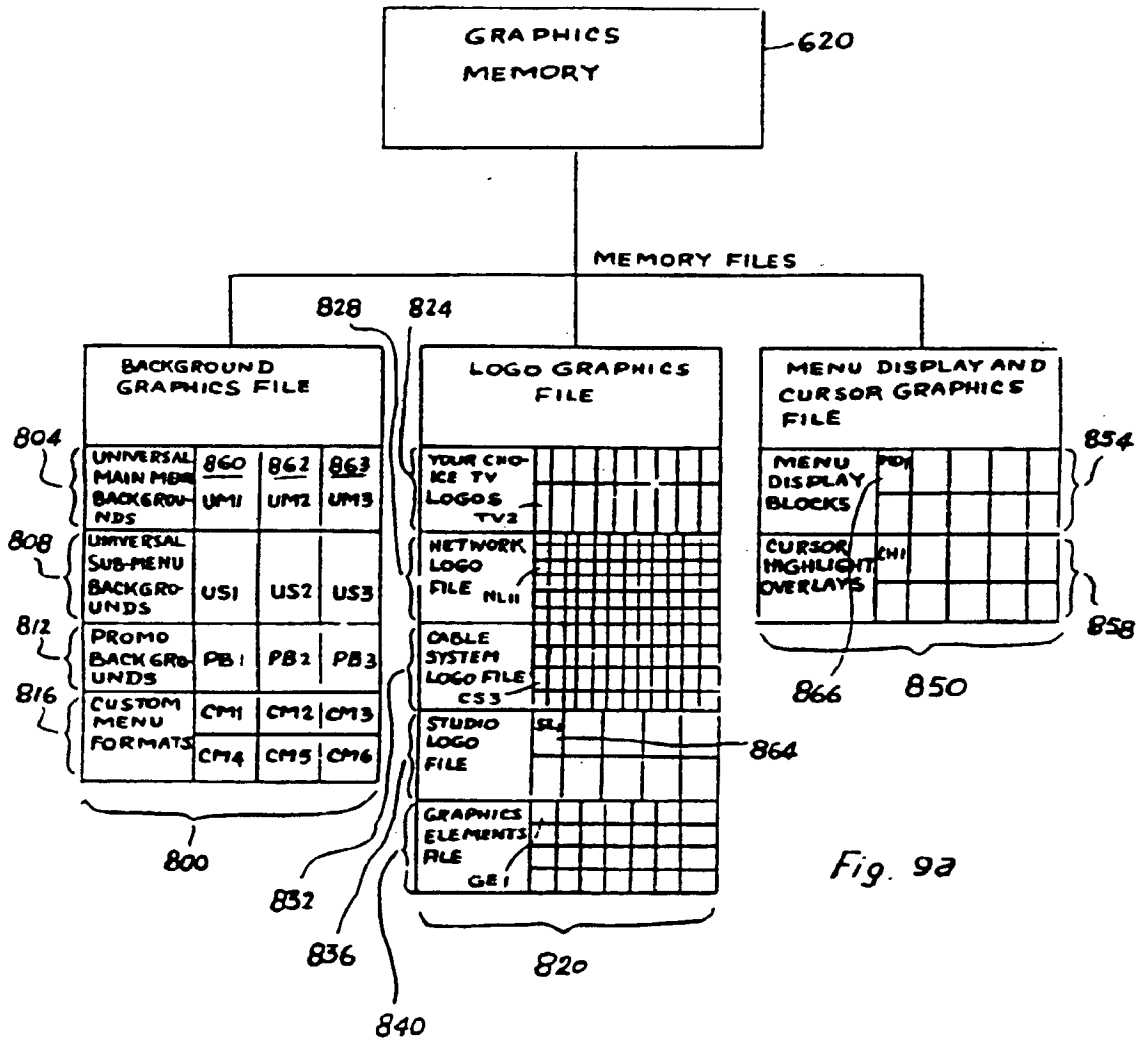 GRAPHICS
MEMORY
620
MEMORY FILES
828
824
BACKGROUND
GRAPHICS FILE
804
UNIVERSAL
MAIN MENU
BACKGROU-
NDS
860 862 863
UM1 UM2 UM3
808
UNIVERSAL
SUB-MENU
BACKGRO-
UNDS
US1 US2 US3
812
PROMO
BACKGRO-
UNDS
PB1 PB2 PB3
816
CUSTOM
MENU
FORMATS
CM1 CM2 CM3
CM4 CM5 CM6
800
LOGO GRAPHICS
FILE
YOUR CHO-
ICE TV
LOGOS
TV2
NETWORK
LOGO
FILE
NL11
CABLE
SYSTEM
LOGO FILE
CS3
STUDIO
LOGO
FILE
864
GRAPHICS
ELEMENTS
FILE
GE1
832
836
840
820
MENU DISPLAY AND
CURSOR GRAPHICS
FILE
MENU
DISPLAY
BLOCKS
854
CURSOR
HIGHLIGHT
OVERLAYS
CH1
858
866
850
Fig. 9a